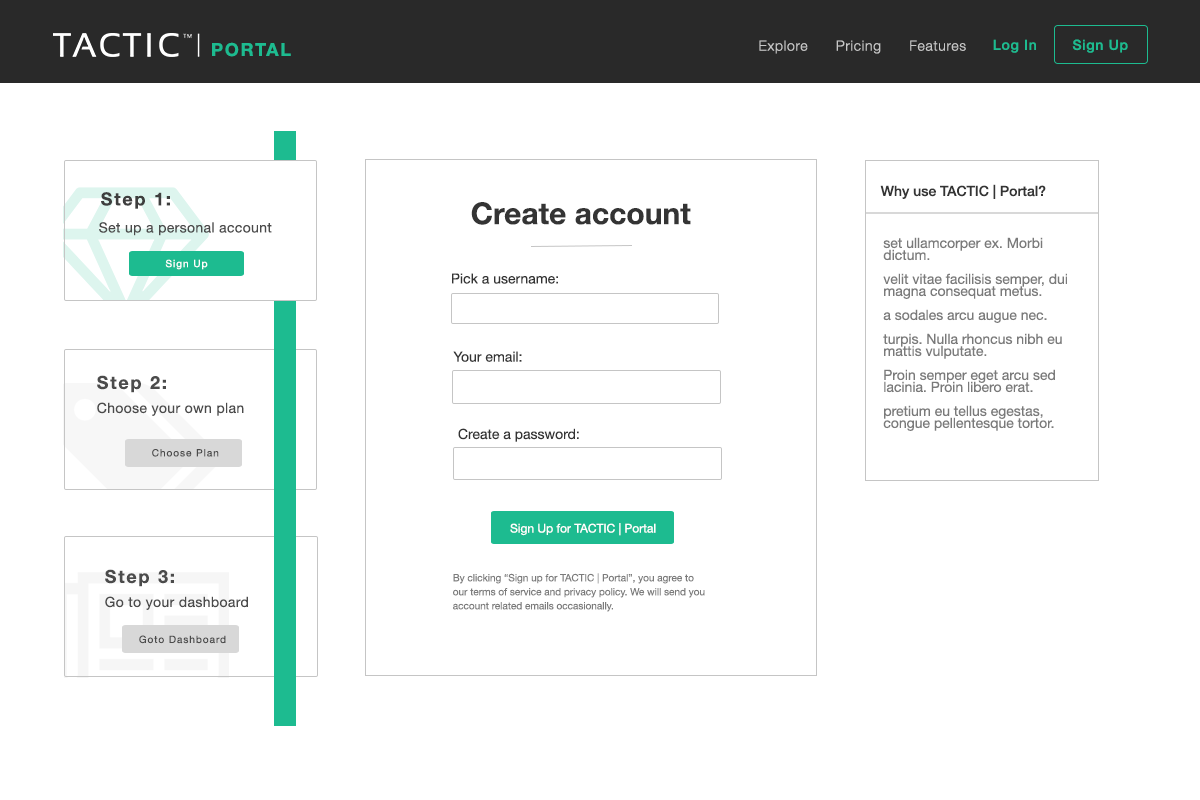 TACTIC™| PORTAL
Explore Pricing Features Log In Sign Up
Step 1:
Set up a personal account
Sign Up
Step 2:
Choose your own plan
Choose Plan
Step 3:
Go to your dashboard
Goto Dashboard
Create account
Pick a username:
Your email:
Create a password:
Sign Up for TACTIC | Portal
By clicking “Sign up for TACTIC | Portal”, you agree to
our terms of service and privacy policy. We will send you
account related emails occasionally.
Why use TACTIC | Portal?
set ullamcorper ex. Morbi
dictum.
velit vitae facilisis semper, dui
magna consequat metus.
a sodales arcu augue nec.
turpis. Nulla rhoncus nibh eu
mattis vulputate.
Proin semper eget arcu sed
lacinia. Proin libero erat.
pretium eu tellus egestas,
congue pellentesque tortor.